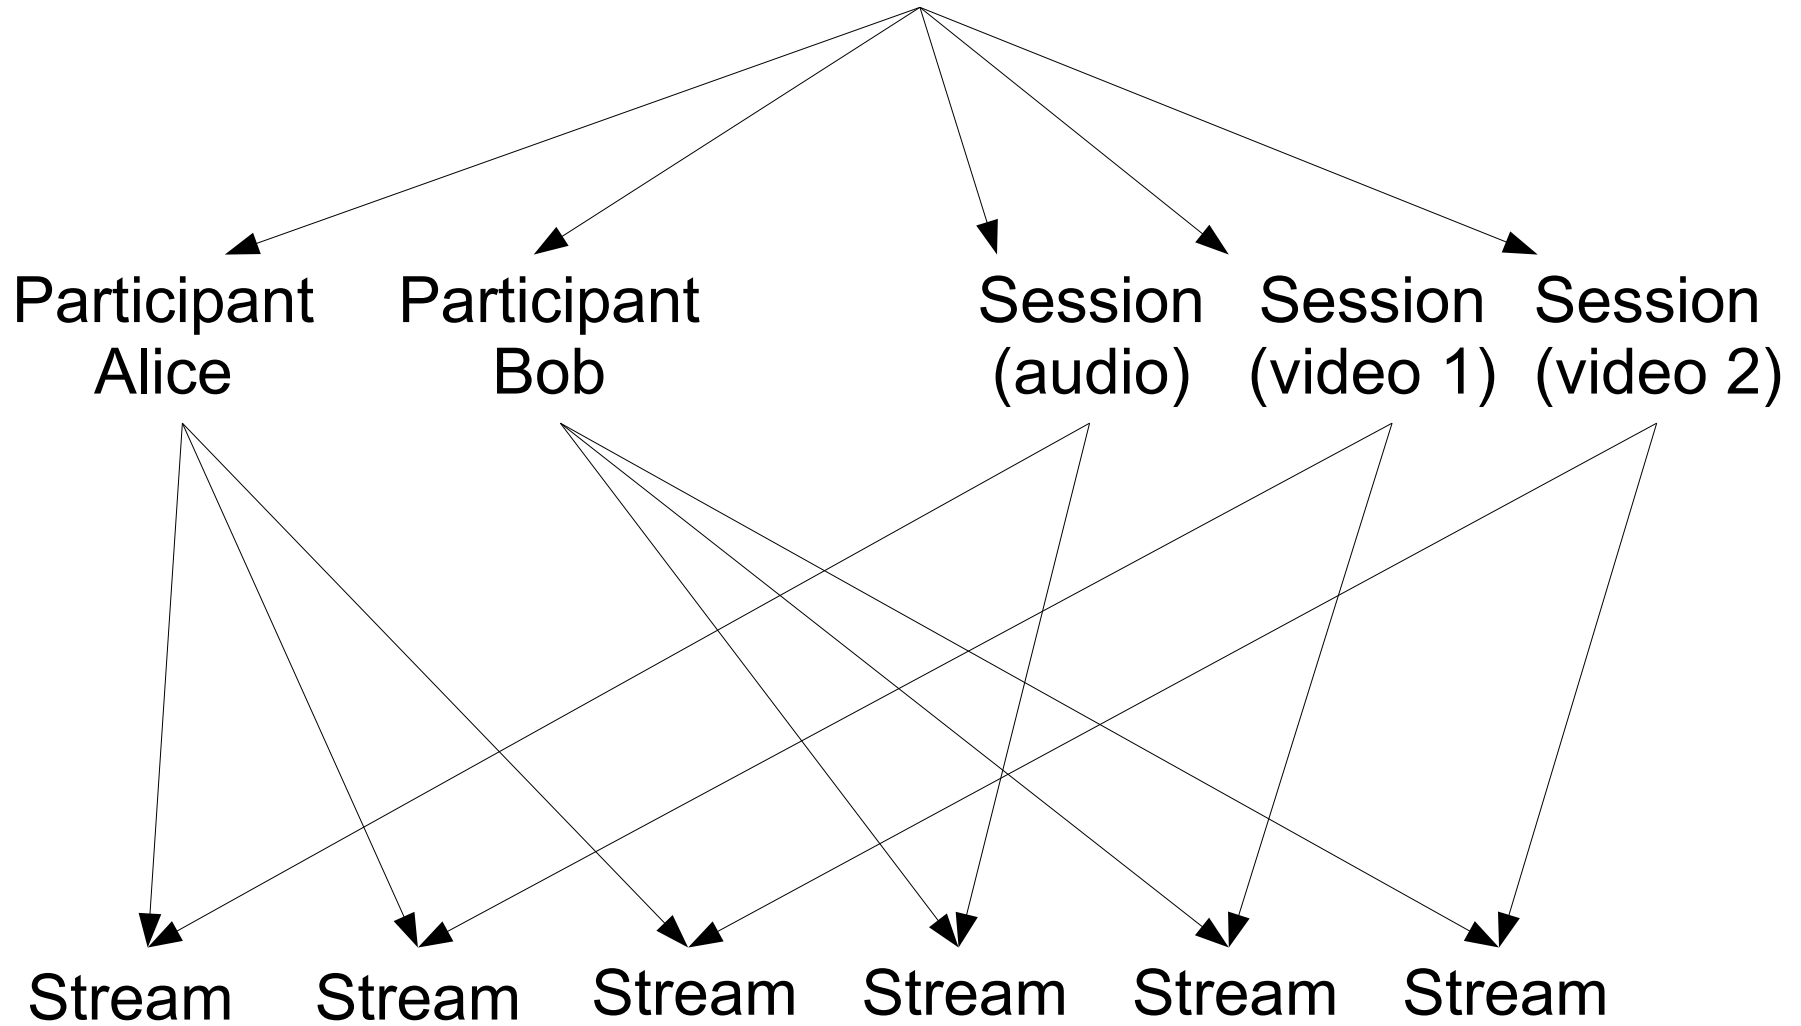 Participant
Alice
Participant
Bob
Session
(audio)
Session
(video 1)
Session
(video 2)
Stream
Stream
Stream
Stream
Stream
Stream